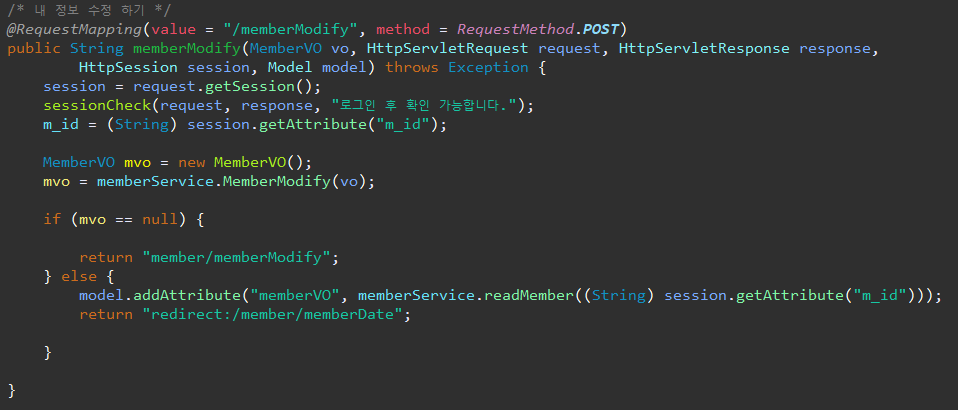 /* 내 정보 수정 하기 */
@RequestMapping(value = "/memberModify", method = RequestMethod.POST)
public String memberModify(MemberVO vo, HttpServletRequest request, HttpServletResponse response,
HttpSession session, Model model) throws Exception {
session = request.getSession();
sessionCheck(request, response, "로그인 후 확인 가능합니다.");
m_id = (String) session.getAttribute("m_id");
MemberVO mvo = new MemberVO();
mvo = memberService.MemberModify(vo);
if (mvo == null) {
return "member/memberModify";
} else {
model.addAttribute("memberVO", memberService.readMember((String) session.getAttribute("m_id")));
return "redirect:/member/memberDate";
}
}